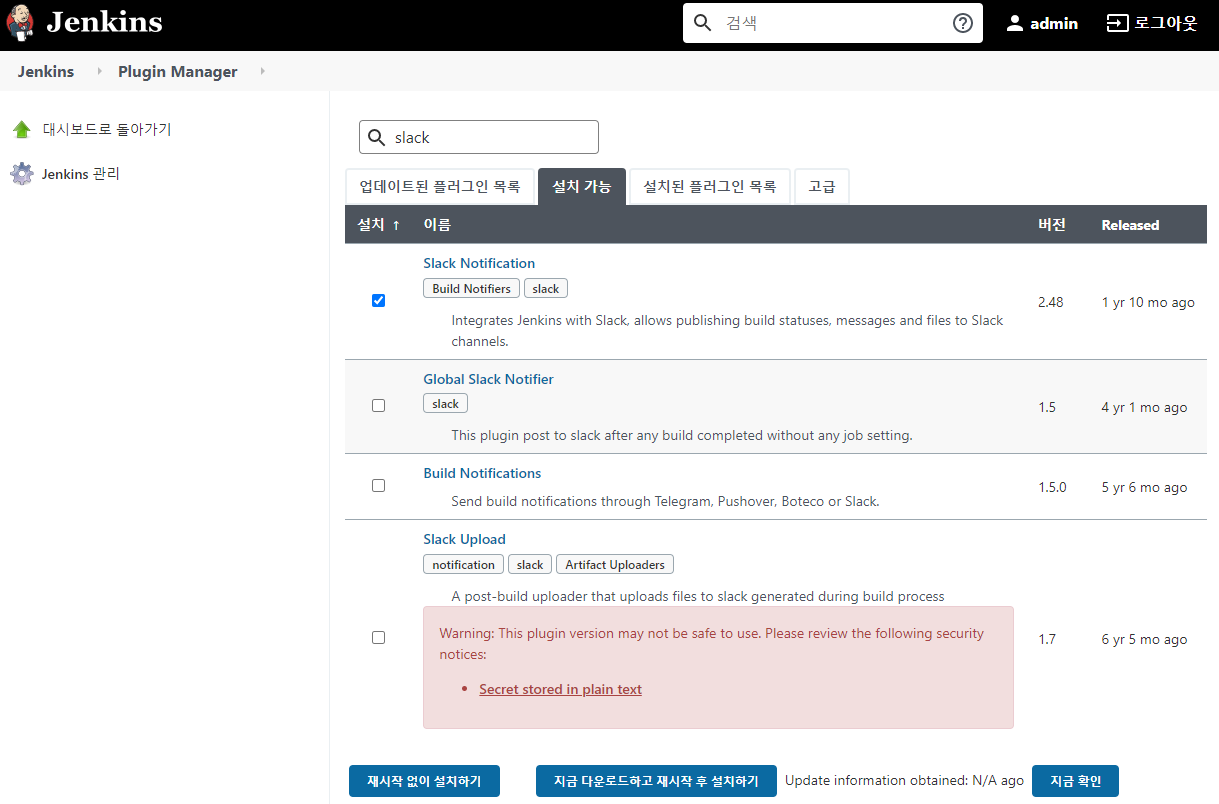 Jenkins
검색
admin
로그아웃
Jenkins
Plugin Manager
대시보드로 돌아가기
Jenkins 관리
slack
업데이트된 플러그인 목록
설치 가능
설치된 플러그인 목록
고급
설치 ↑
이름
버전
Released
Slack Notification
Build Notifiers
slack
Integrates Jenkins with Slack, allows publishing build statuses, messages and files to Slack
channels.
2.48
1 yr 10 mo ago
Global Slack Notifier
slack
This plugin post to slack after any build completed without any job setting.
1.5
4 yr 1 mo ago
Build Notifications
Send build notifications through Telegram, Pushover, Boteco or Slack.
1.5.0
5 yr 6 mo ago
Slack Upload
notification
slack
Artifact Uploaders
A post-build uploader that uploads files to slack generated during build process
Warning: This plugin version may not be safe to use. Please review the following security
notices:
• Secret stored in plain text
1.7
6 yr 5 mo ago
재시작 없이 설치하기
지금 다운로드하고 재시작 후 설치하기
Update information obtained: N/A ago
지금 확인